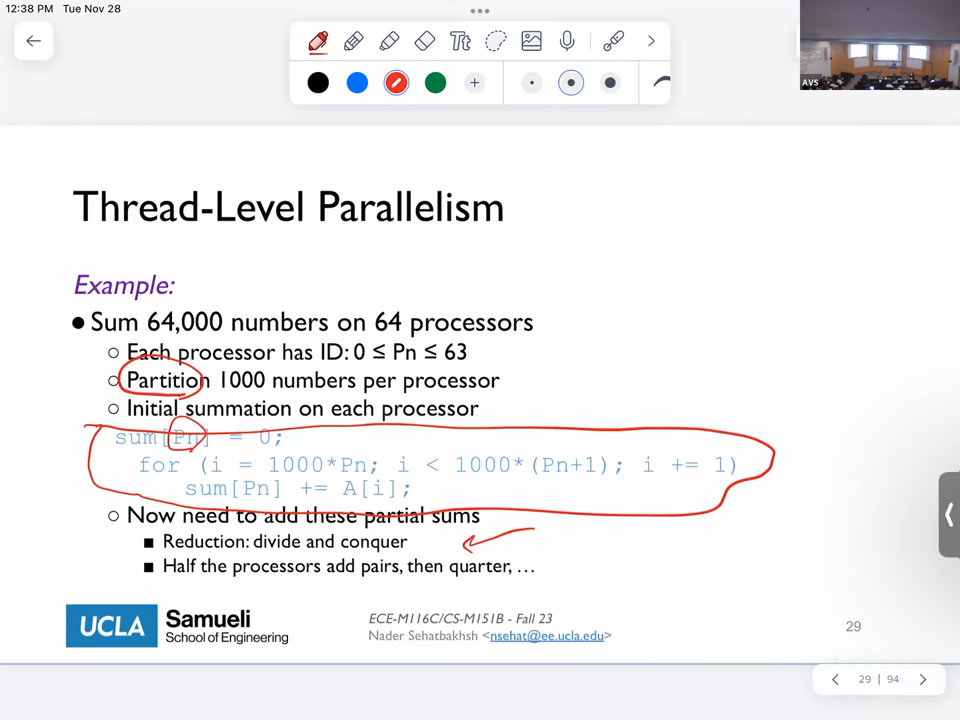 12:38 PM Tue Nov 28
Tt
AVS
Thread-Level Parallelism
Example:
● Sum 64,000 numbers on 64 processors
○ Each processor has ID: 0 ≤ Pn ≤ 63
○ Partition 1000 numbers per processor
○ Initial summation on each processor
sum[Pn] = 0;
for (i = 1000*Pn; i < 1000*(Pn+1); i += 1)
sum[Pn] += A[i];
○ Now need to add these partial sums
■ Reduction: divide and conquer
■ Half the processors add pairs, then quarter, …
UCLA Samueli
School of Engineering
ECE-M116C/CS-M151B - Fall 23
Nader Sehatbakhsh <nsehat@ee.ucla.edu>
29
29 | 94